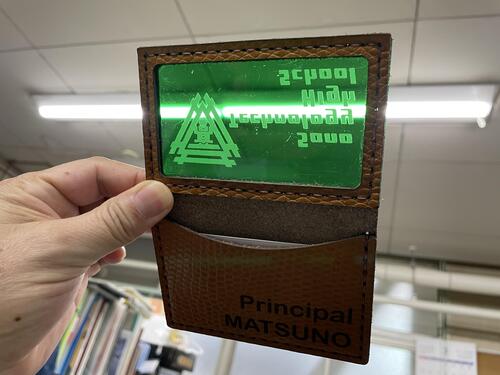 Sano
Technology
High
School
Principal
MATSUNO